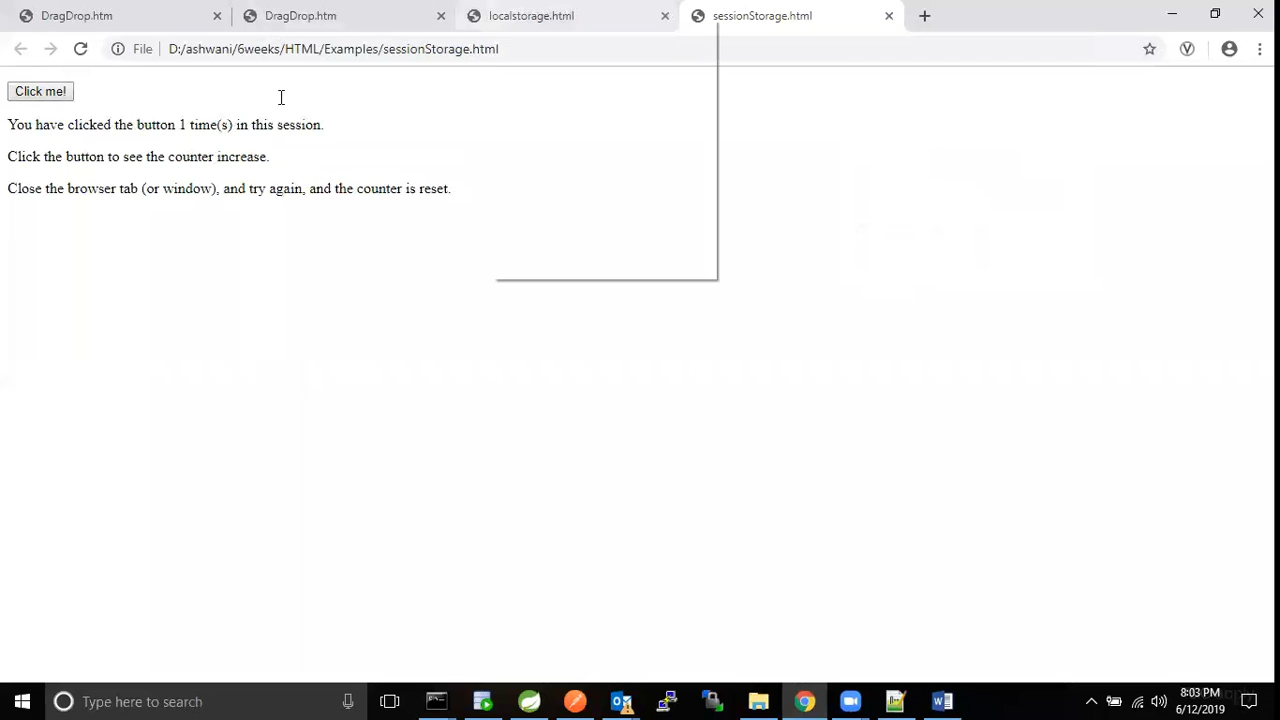 DragDrop.htm
DragDrop.htm
localstorage.html
sessionStorage.html
File D:/ashwani/6weeks/HTML/Examples/sessionStorage.html
Click me!
You have clicked the button 1 time(s) in this session.
Click the button to see the counter increase.
Close the browser tab (or window), and try again, and the counter is reset.
Type here to search
8:03 PM
6/12/2019